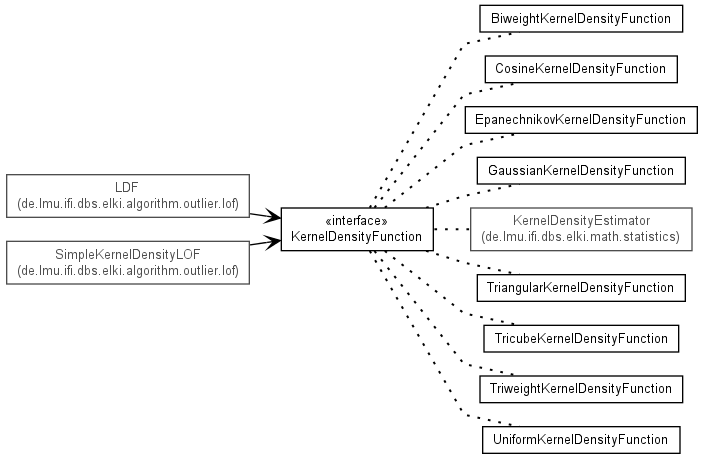 BiweightKernelDensityFunction
CosineKernelDensityFunction
EpanechnikovKernelDensityFunction
GaussianKernelDensityFunction
LDF
(de.lmu.ifi.dbs.elki.algorithm.outlier.lof)
SimpleKernelDensityLOF
(de.lmu.ifi.dbs.elki.algorithm.outlier.lof)
«interface»
KernelDensityFunction
KernelDensityEstimator
(de.lmu.ifi.dbs.elki.math.statistics)
TriangularKernelDensityFunction
TricubeKernelDensityFunction
TriweightKernelDensityFunction
UniformKernelDensityFunction